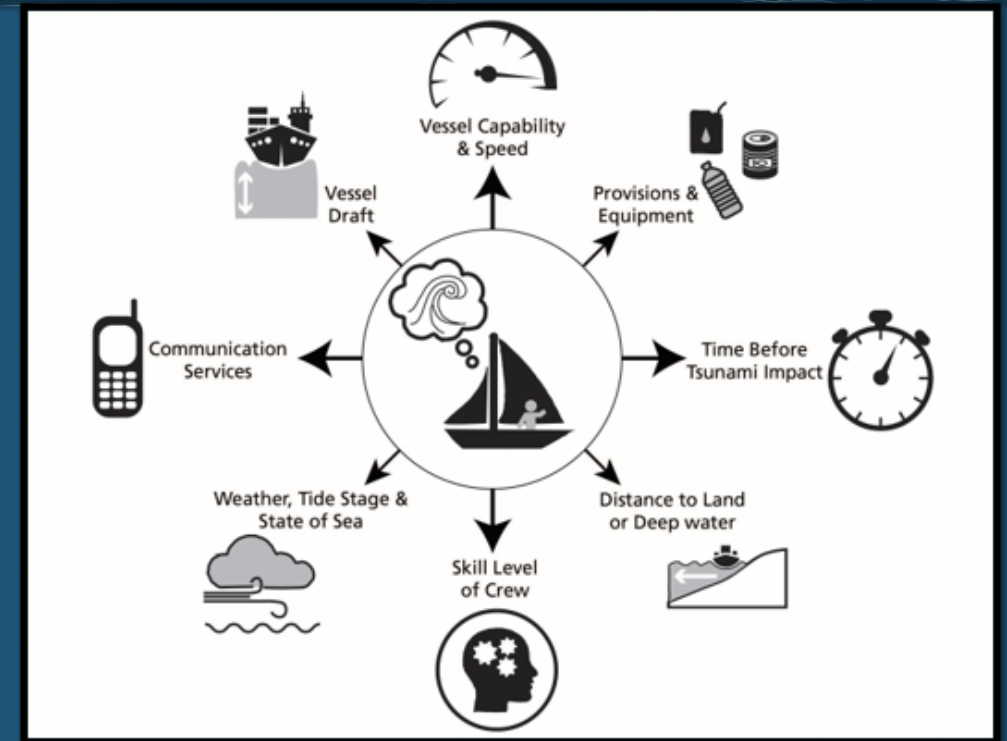 Vessel Capability
& Speed
Provisions &
Equipment
Vessel
Draft
Communication
Services
Time Before
Tsunami Impact
Weather, Tide Stage &
State of Sea
Distance to Land
or Deep water
Skill Level
of Crew